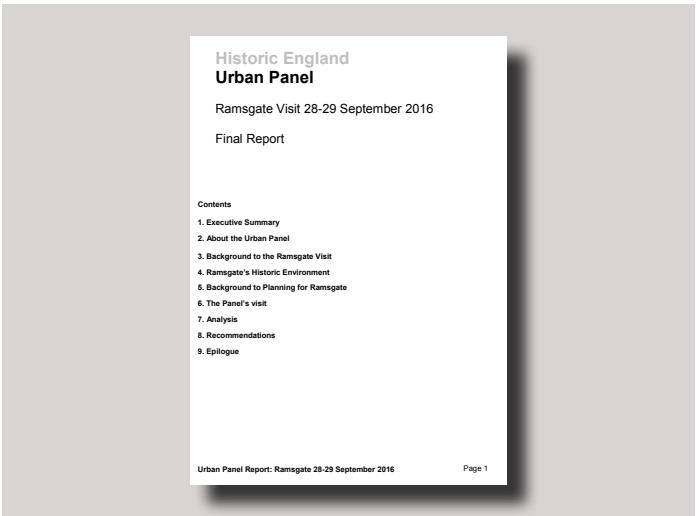 Historic England
Urban Panel
Ramsgate Visit 28-29 September 2016
Final Report
Contents
1. Executive Summary
2. About the Urban Panel
3. Background to the Ramsgate Visit
4. Ramsgate's Historic Environment
5. Background to Planning for Ramsgate
6. The Panel's visit
7. Analysis
8. Recommendations
9. Epilogue
Urban Panel Report: Ramsgate 28-29 September 2016 Page 1